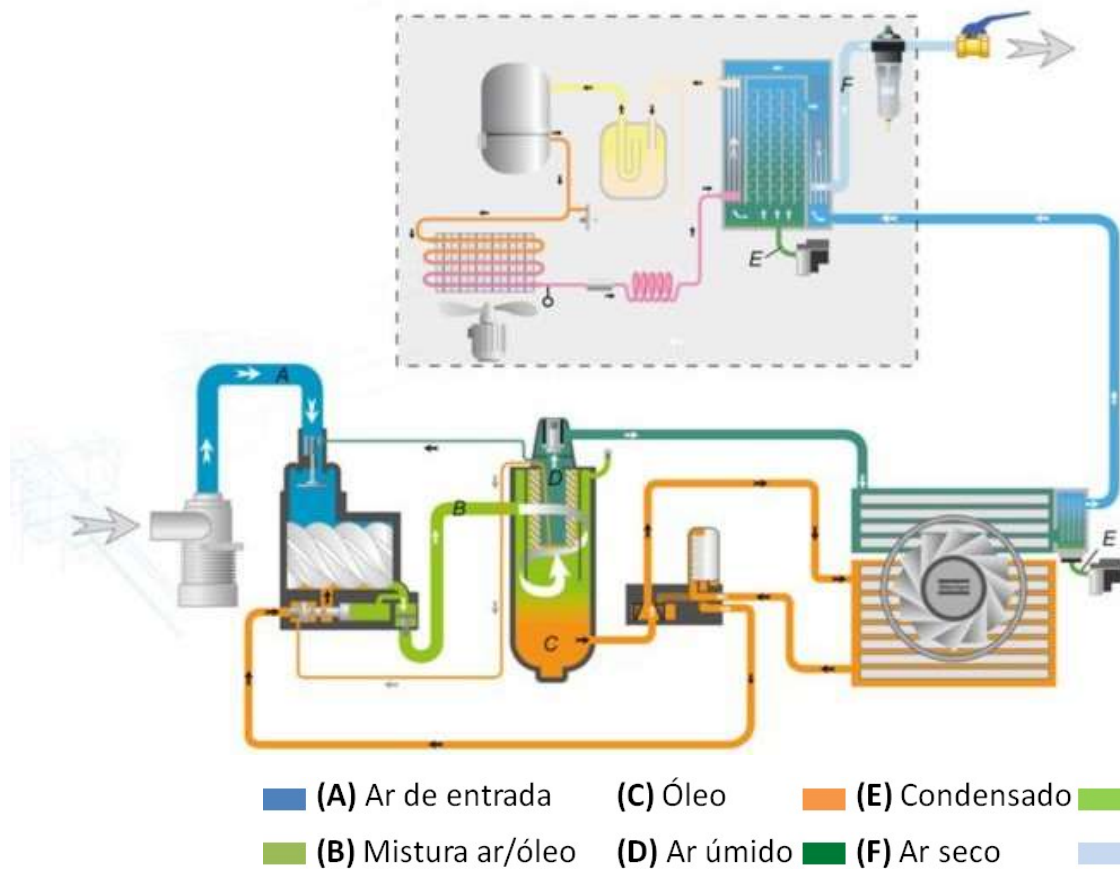 F
E
A
D
B
E
C
(A) Ar de entrada (C) Óleo (E) Condensado
(B) Mistura ar/óleo (D) Ar úmido (F) Ar seco